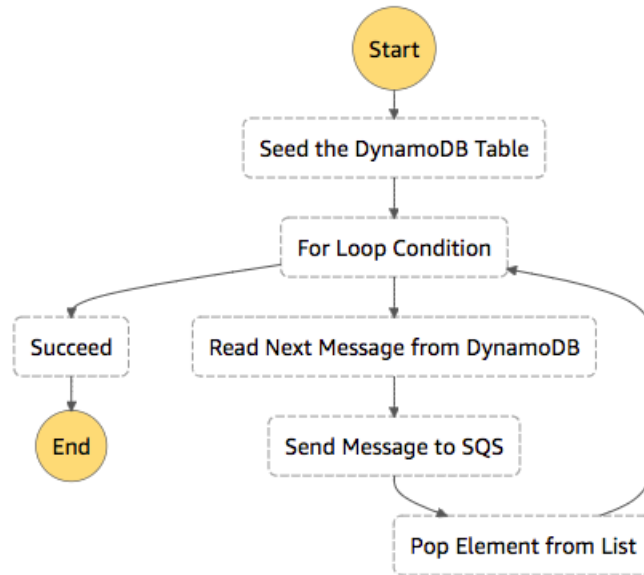 Start
Seed the DynamoDB Table
For Loop Condition
Succeed
Read Next Message from DynamoDB
End
Send Message to SQS
Pop Element from List